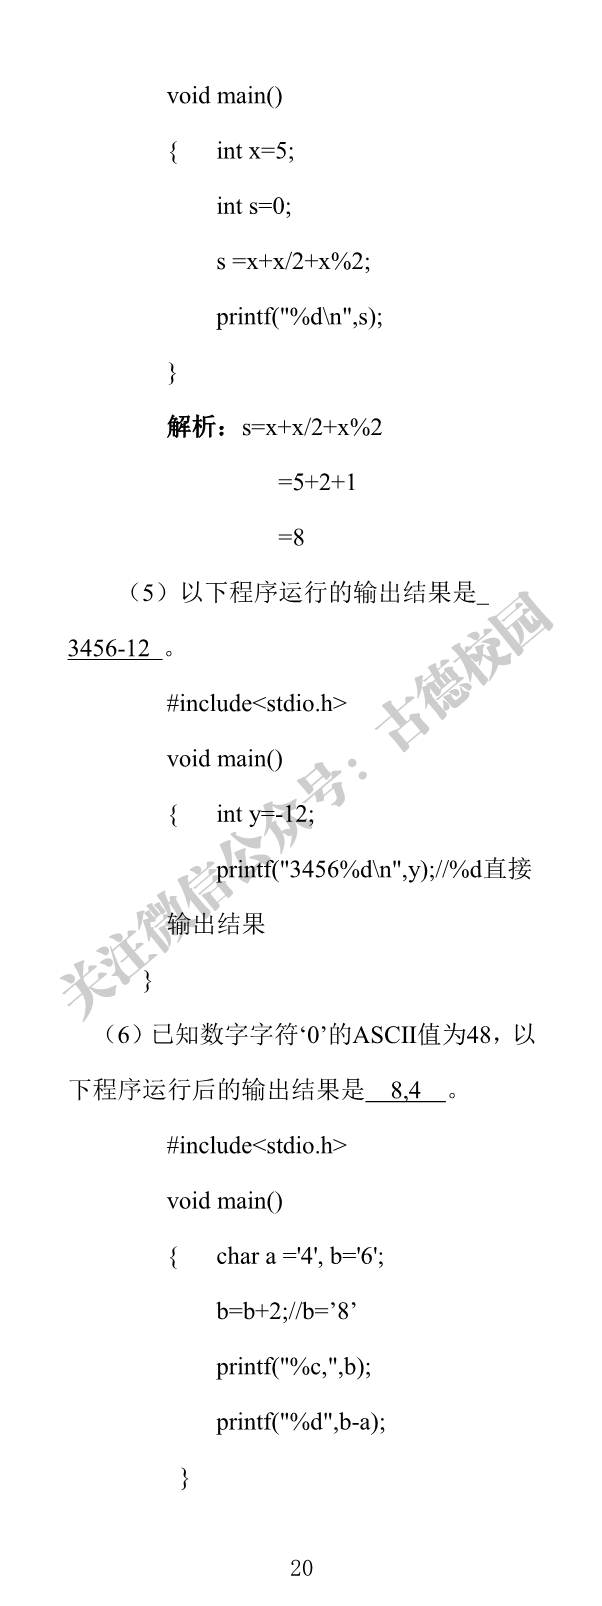 void main()
{ int x=5;
int s=0;
s =x+x/2+x%2;
printf("%d\n",s);
}
解析：s=x+x/2+x%2
=5+2+1
=8
（5）以下程序运行的输出结果是_
3456-12 。
#include<stdio.h>
void main()
{ int y=-12;
printf("3456%d\n",y);//%d直接
输出结果
}
（6）已知数字字符‘0’的ASCII值为48，以
下程序运行后的输出结果是__8,4__。
#include<stdio.h>
void main()
{ char a ='4', b='6';
b=b+2;//b=’8’
printf("%c,",b);
printf("%d",b-a);
}
20
关注微信公众号：古德校园